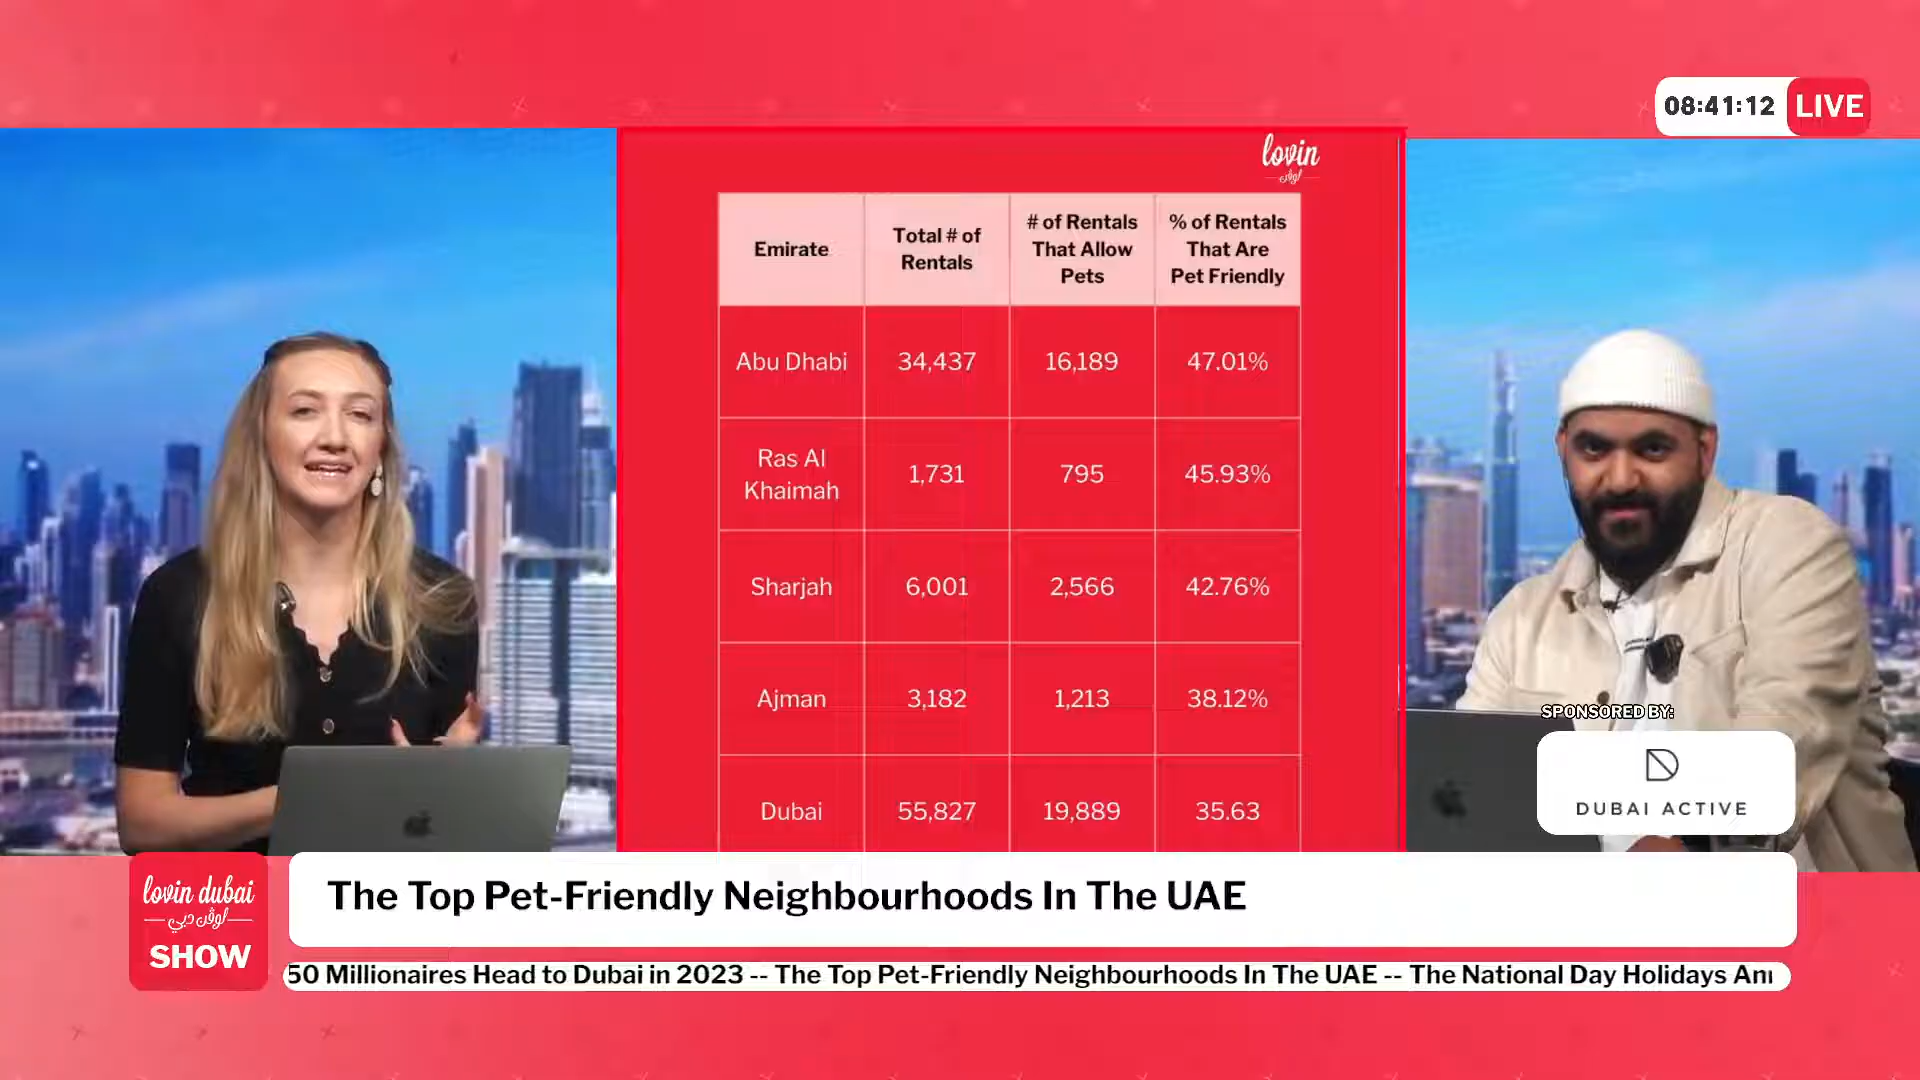 08:41:12 LIVE
lovin
لوڤن
Emirate
Total # of
Rentals
# of Rentals
That Allow
Pets
% of Rentals
That Are
Pet Friendly
Abu Dhabi 34,437 16,189 47.01%
Ras Al
Khaimah
1,731 795 45.93%
Sharjah 6,001 2,566 42.76%
Ajman 3,182 1,213 38.12%
Dubai 55,827 19,889 35.63
SPONSORED BY:
DUBAI ACTIVE
lovin dubai
لوڤن دبي
SHOW
The Top Pet-Friendly Neighbourhoods In The UAE
50 Millionaires Head to Dubai in 2023 -- The Top Pet-Friendly Neighbourhoods In The UAE -- The National Day Holidays